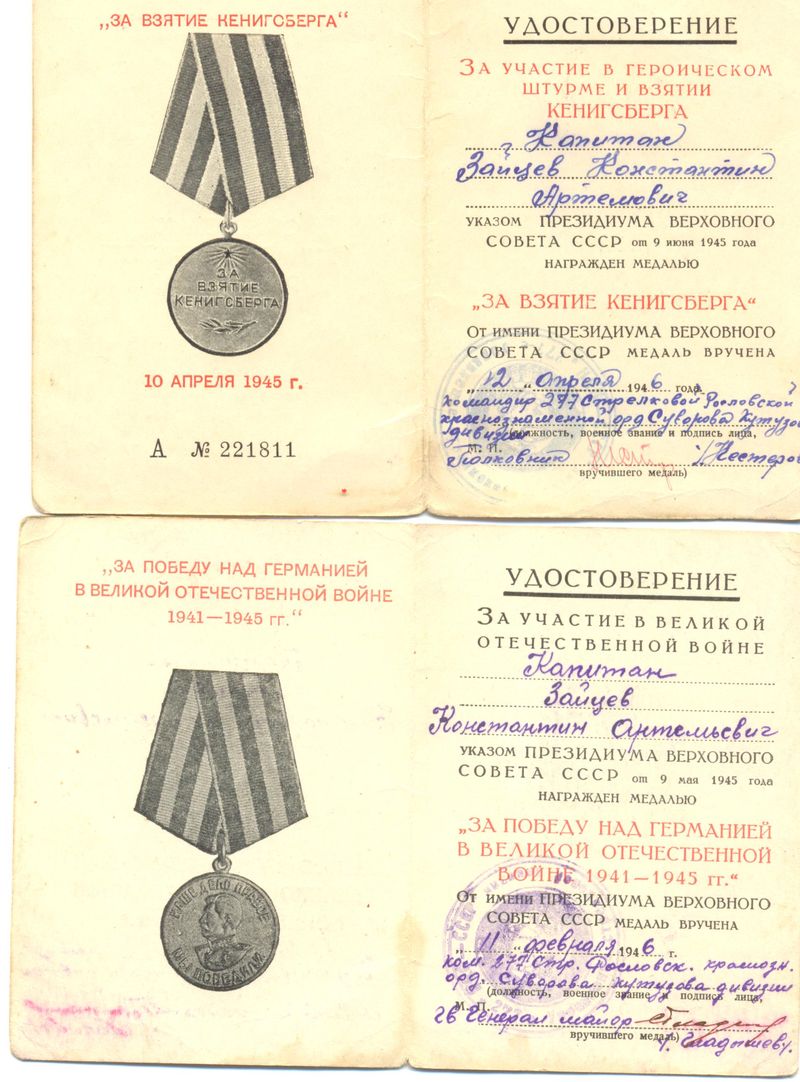 „ЗА ВЗЯТИЕ КЕНИГСБЕРГА“
ЗА
ВЗЯТИЕ
КЕНИГСБЕРГА
10 АПРЕЛЯ 1945 г.
А № 221811
УДОСТОВЕРЕНИЕ
ЗА УЧАСТИЕ В ГЕРОИЧЕСКОМ
ШТУРМЕ И ВЗЯТИИ
КЕНИГСБЕРГА
Капитан
Зайцев Константин
Артемович
УКАЗОМ ПРЕЗИДИУМА ВЕРХОВНОГО
СОВЕТА СССР от 9 июня 1945 года
НАГРАЖДЕН МЕДАЛЬЮ
„ЗА ВЗЯТИЕ КЕНИГСБЕРГА“
ОТ ИМЕНИ ПРЕЗИДИУМА ВЕРХОВНОГО
СОВЕТА СССР МЕДАЛЬ ВРУЧЕНА
„12“ Апреля 1946 года
командир 277 Стрелковой Рославской
краснознаменной орд Суворова Кутузо
дивизии
(должность, военное звание и подпись лица,
М. П.
Полковник Нестеро
вручившего медаль)
„ЗА ПОБЕДУ НАД ГЕРМАНИЕЙ
В ВЕЛИКОЙ ОТЕЧЕСТВЕННОЙ ВОЙНЕ
1941—1945 гг.“
НАШЕ ДЕЛО ПРАВОЕ
МЫ ПОБЕДИЛИ
УДОСТОВЕРЕНИЕ
ЗА УЧАСТИЕ В ВЕЛИКОЙ
ОТЕЧЕСТВЕННОЙ ВОЙНЕ
Капитан
Зайцев
Константин Артемьевич
УКАЗОМ ПРЕЗИДИУМА ВЕРХОВНОГО
СОВЕТА СССР от 9 мая 1945 года
НАГРАЖДЕН МЕДАЛЬЮ
„ЗА ПОБЕДУ НАД ГЕРМАНИЕЙ
В ВЕЛИКОЙ ОТЕЧЕСТВЕННОЙ
ВОЙНЕ 1941—1945 гг.“
ОТ ИМЕНИ ПРЕЗИДИУМА ВЕРХОВНОГО
СОВЕТА СССР МЕДАЛЬ ВРУЧЕНА
„11“ февраля 1946 г.
ком. 277 Стр. Рославск. краснозн.
орд. Суворова кутузова дивизии
(должность, военное звание и подпись лица,
М. П.
Генерал майор
вручившего медаль)